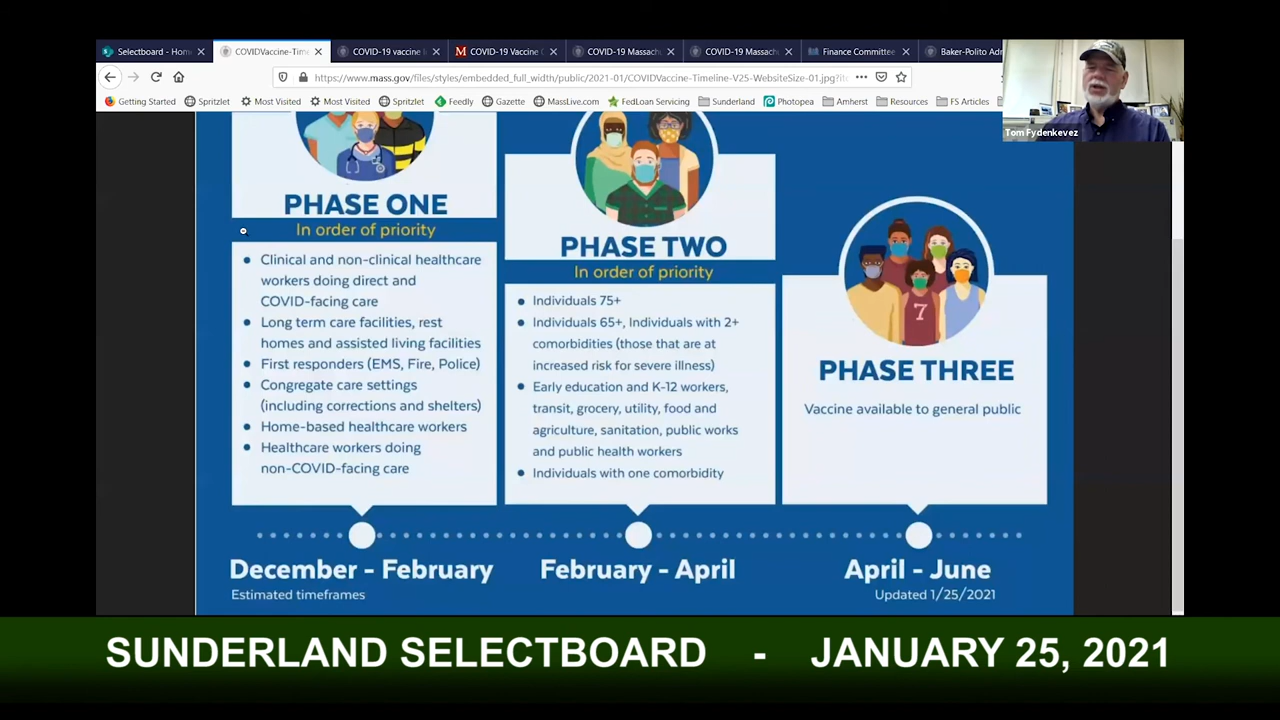 Selectboard - Hom
COVIDVaccine-Tim
COVID-19 vaccine l
COVID-19 Vaccine
COVID-19 Massach
COVID-19 Massach
Finance Committee
Baker-Polito Adm
https://www.mass.gov/files/styles/embedded_full_width/public/2021-01/COVIDVaccine-Timeline-V25-WebsiteSize-01.jpg?it
Getting Started
Spritzlet
Most Visited
Most Visited
Spritzlet
Feedly
Gazette
MassLive.com
FedLoan Servicing
Sunderland
Photopea
Amherst
Resources
FS Articles
Tom Fydenkevez
PHASE ONE
In order of priority
Clinical and non-clinical healthcare
workers doing direct and
COVID-facing care
Long term care facilities, rest
homes and assisted living facilities
First responders (EMS, Fire, Police)
Congregate care settings
(including corrections and shelters)
Home-based healthcare workers
Healthcare workers doing
non-COVID-facing care
December - February
Estimated timeframes
PHASE TWO
In order of priority
Individuals 75+
Individuals 65+, Individuals with 2+
comorbidities (those that are at
increased risk for severe illness)
Early education and K-12 workers,
transit, grocery, utility, food and
agriculture, sanitation, public works
and public health workers
Individuals with one comorbidity
February - April
7
PHASE THREE
Vaccine available to general public
April - June
Updated 1/25/2021
SUNDERLAND SELECTBOARD - JANUARY 25, 2021